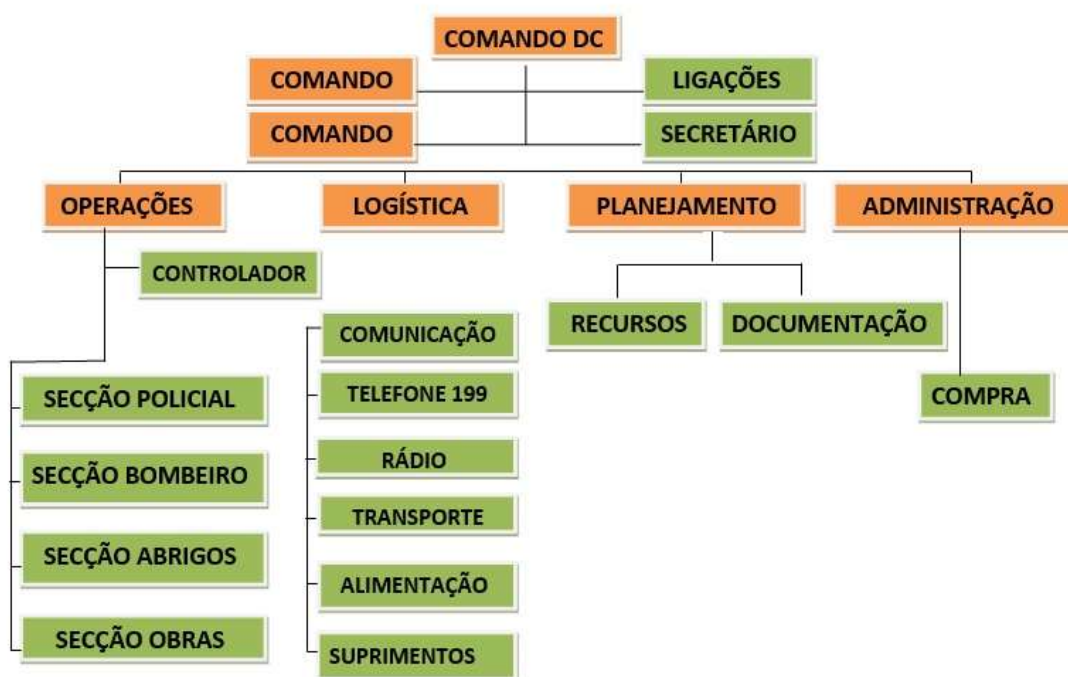 COMANDO DC
COMANDO
LIGAÇÕES
COMANDO
SECRETÁRIO
OPERAÇÕES
LOGÍSTICA
PLANEJAMENTO
ADMINISTRAÇÃO
CONTROLADOR
RECURSOS
DOCUMENTAÇÃO
COMUNICAÇÃO
TELEFONE 199
RÁDIO
TRANSPORTE
ALIMENTAÇÃO
SUPRIMENTOS
COMPRA
SECÇÃO POLICIAL
SECÇÃO BOMBEIRO
SECÇÃO ABRIGOS
SECÇÃO OBRAS